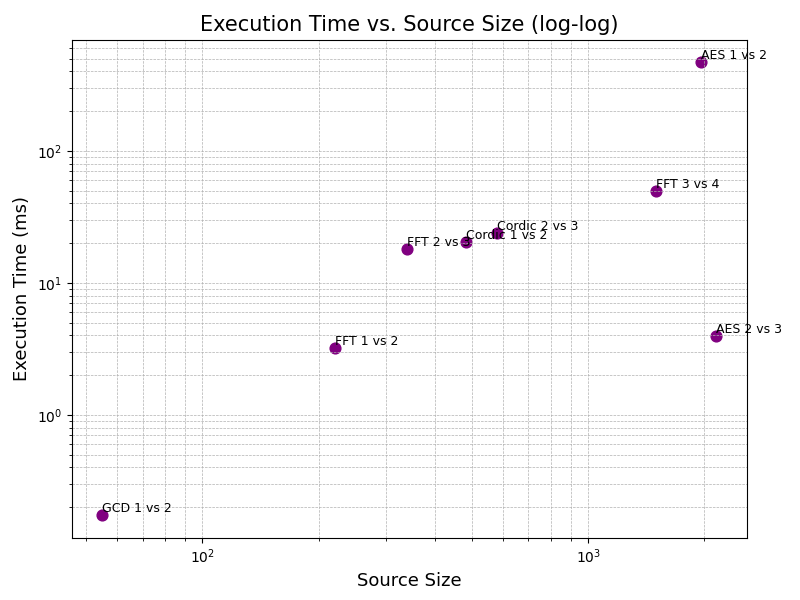 Execution Time vs. Source Size (log-log)
Execution Time (ms)
10²
10¹
10⁰
AES 1 vs 2
FFT 3 vs 4
Cordic 2 vs 3
Cordic 1 vs 2
FFT 2 vs
AES 2 vs 3
FFT 1 vs 2
GCD 1 vs 2
10²
10³
Source Size